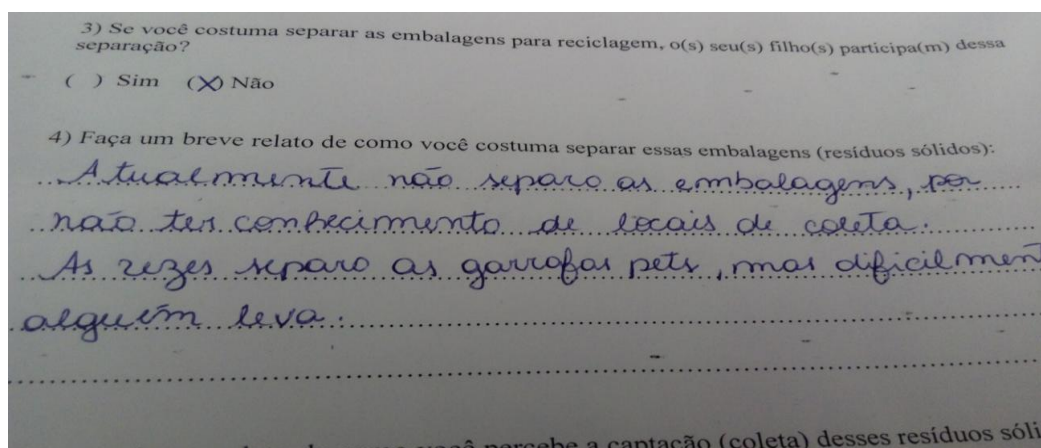 3) Se você costuma separar as embalagens para reciclagem, o(s) seu(s) filho(s) participa(m) dessa
separação?
( ) Sim (X) Não
4) Faça um breve relato de como você costuma separar essas embalagens (resíduos sólidos):
Atualmente não separo as embalagens, por
não ter conhecimento de locais de coleta.
As vezes separo as garrafas pets, mas dificilmen
alguém leva.
você percebe a captação (coleta) desses resíduos sóli